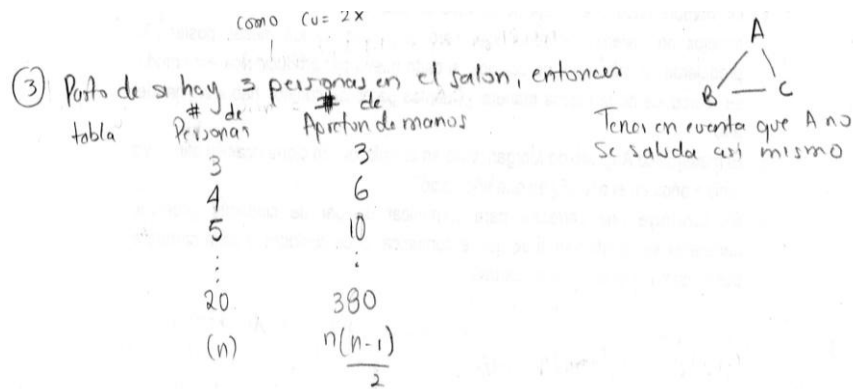 como Cu = 2x
A
③ Parto de si hay 3 personas en el salon, entonces
B C
tabla # de Personas # de Apreton de manos
Tener en cuenta que A no
se saluda asi mismo
3 3
4 6
5 10
⋮ ⋮
20 380
(n) n(n-1)/2